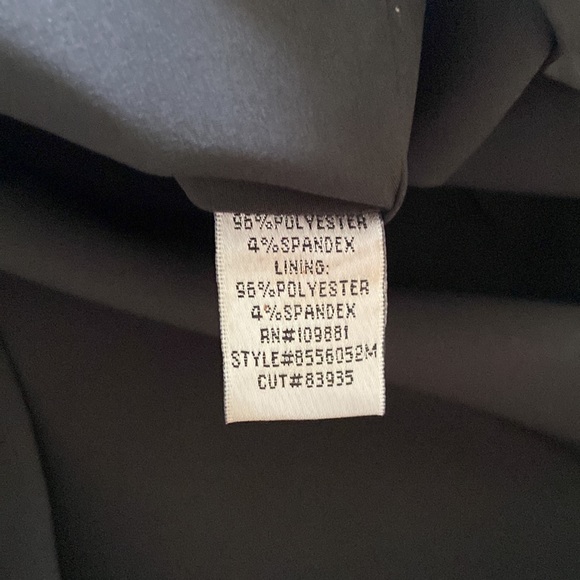 96%POLYESTER
4%SPANDEX
LINING:
96%POLYESTER
4%SPANDEX
RN#109881
STYLE#8556052M
CUT#83935